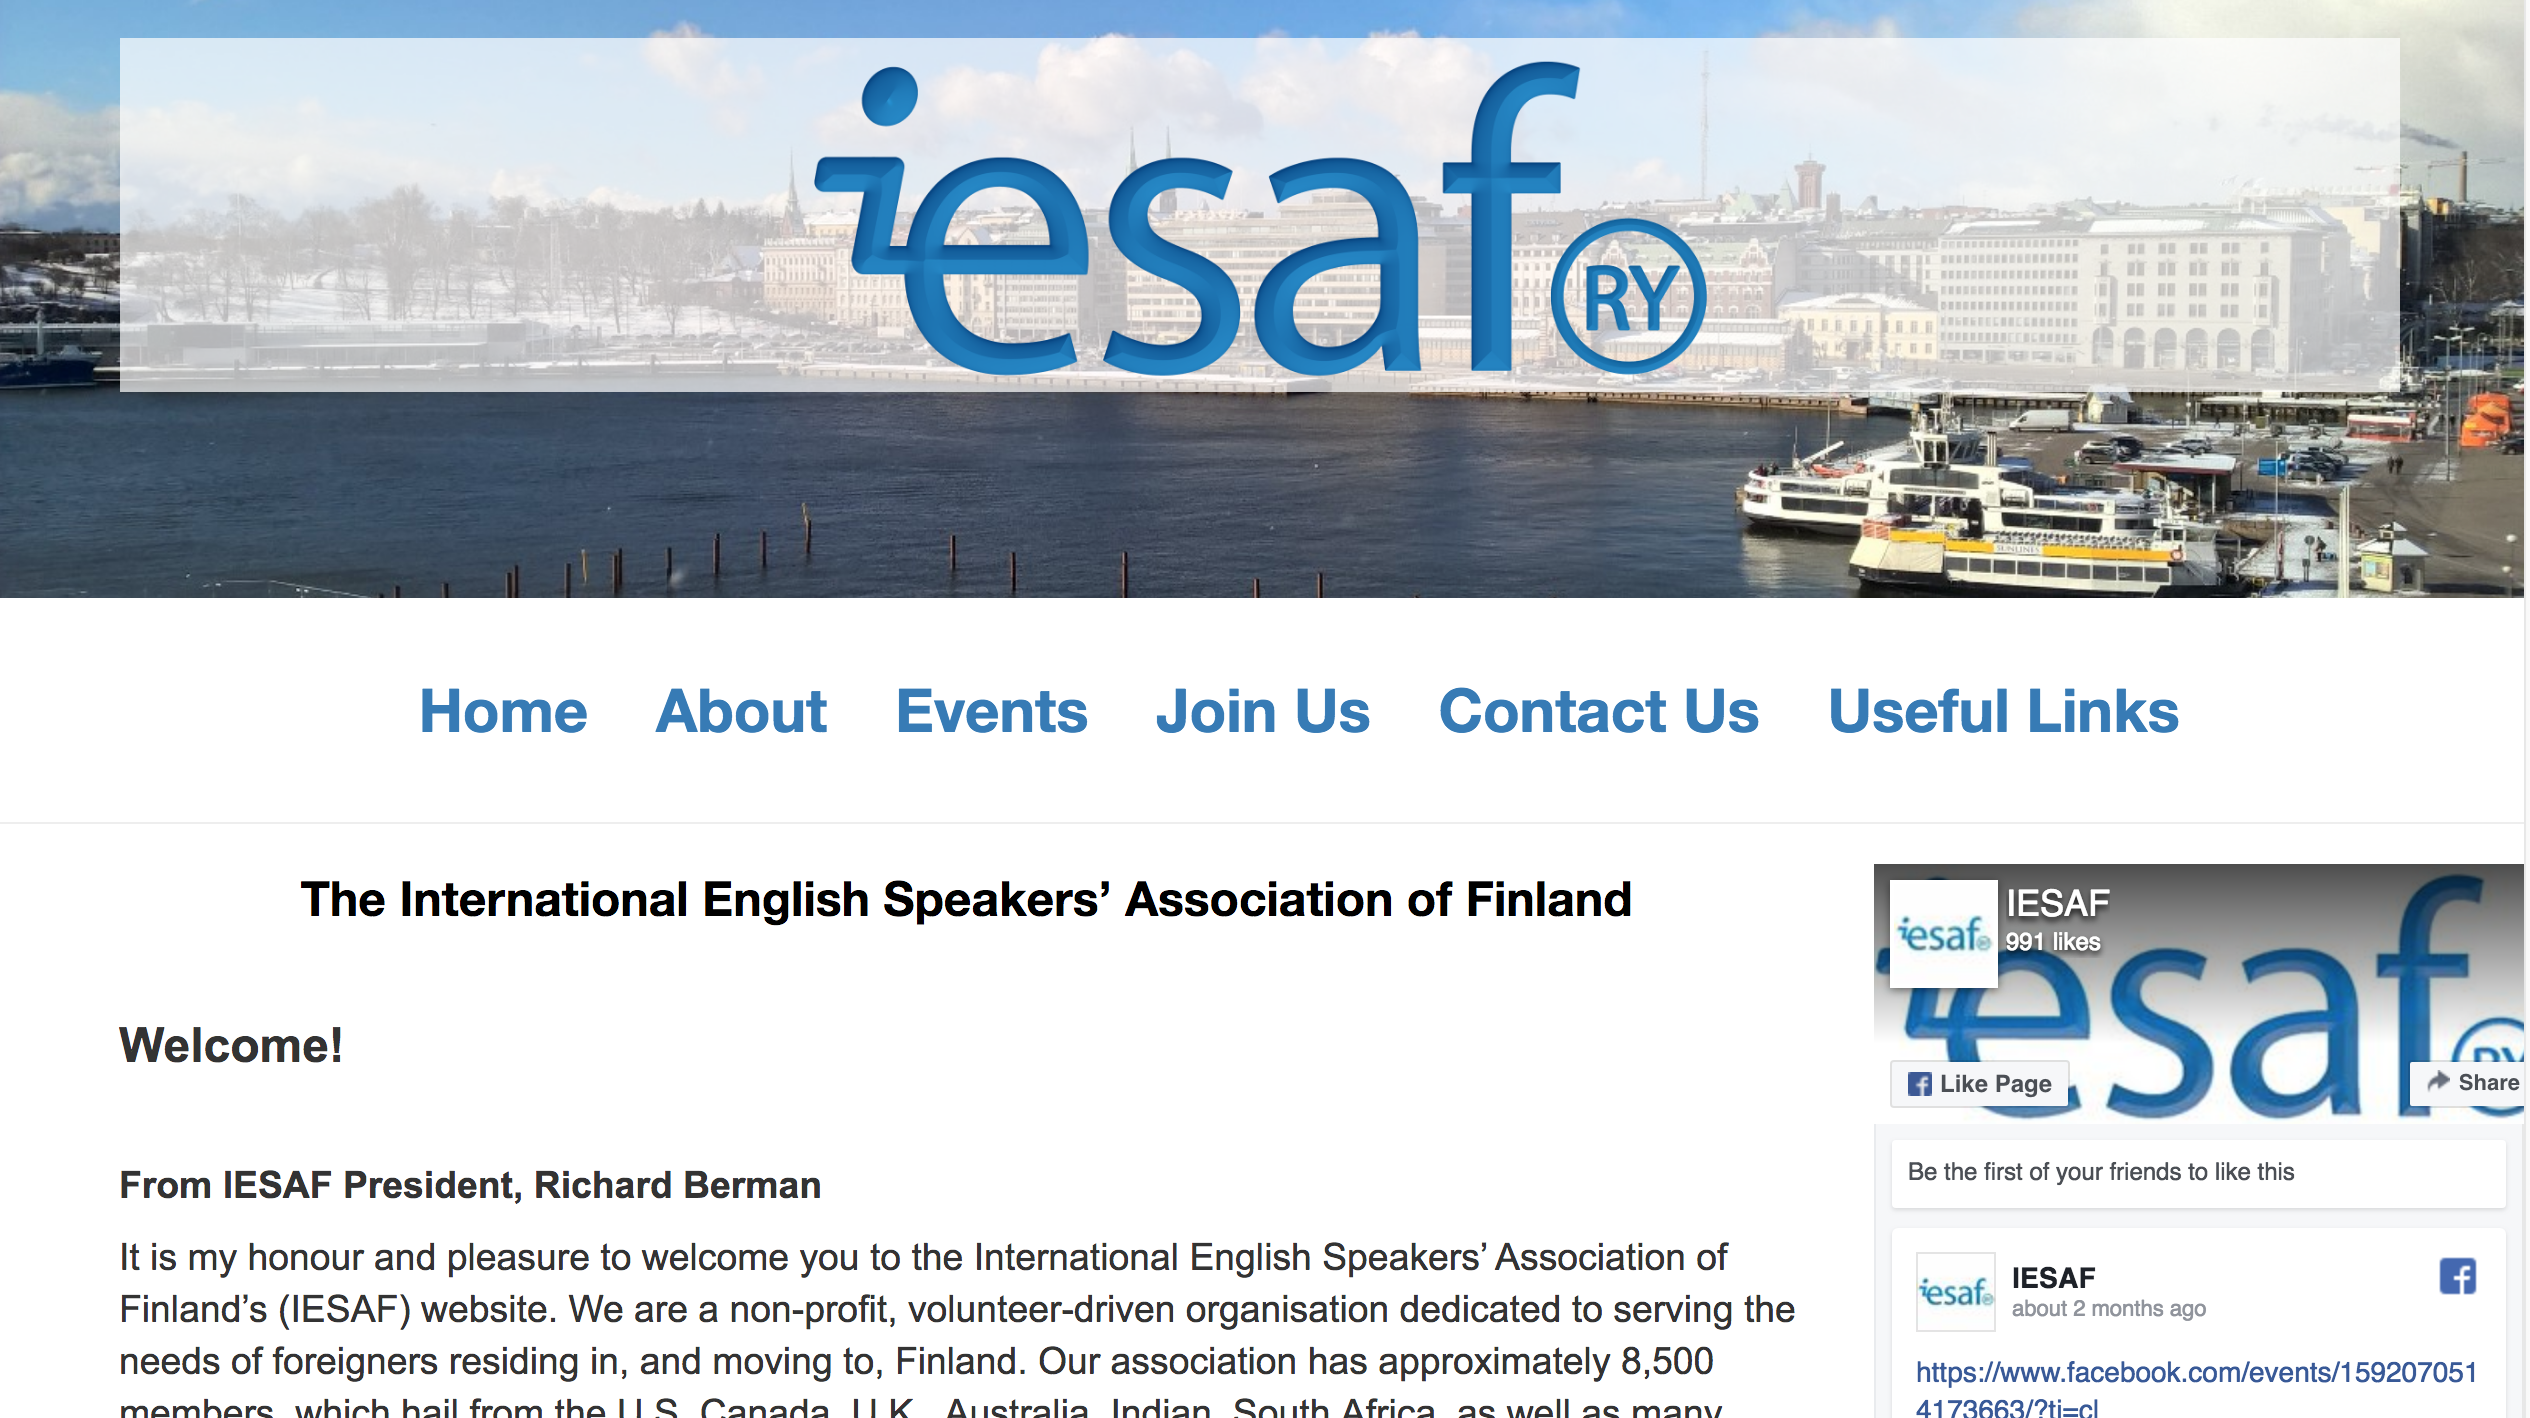 iesaf RY
Home About Events Join Us Contact Us Useful Links
The International English Speakers’ Association of Finland
Welcome!
From IESAF President, Richard Berman
It is my honour and pleasure to welcome you to the International English Speakers’ Association of
Finland’s (IESAF) website. We are a non-profit, volunteer-driven organisation dedicated to serving the
needs of foreigners residing in, and moving to, Finland. Our association has approximately 8,500
members, which hail from the U.S, Canada, U.K., Australia, Indian, South Africa, as well as many
iesaf
IESAF
991 likes
iesaf RY
Like Page
Share
Be the first of your friends to like this
iesaf
IESAF
about 2 months ago
https://www.facebook.com/events/159207051
4173663/?ti=cl